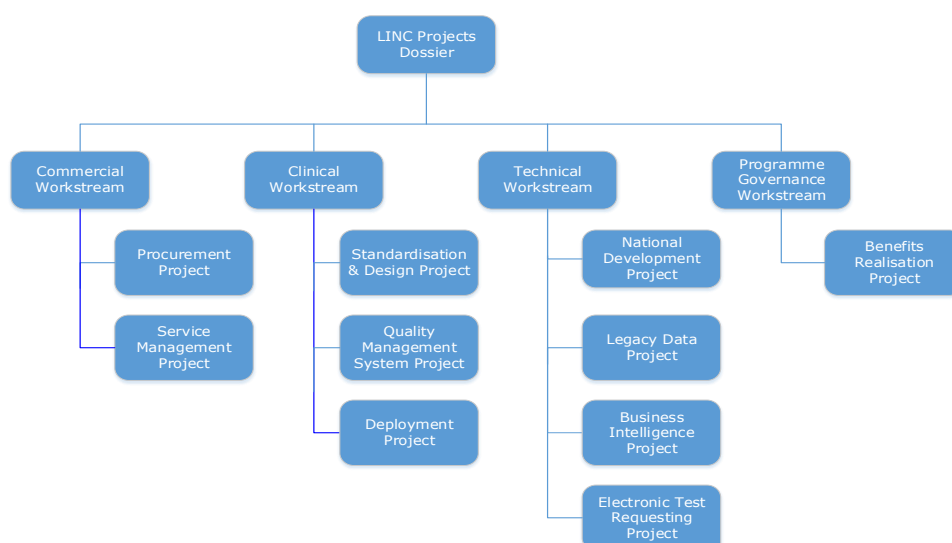 LINC Projects
Dossier
Commercial
Workstream
Clinical
Workstream
Technical
Workstream
Programme
Governance
Workstream
Procurement
Project
Service
Management
Project
Standardisation
& Design Project
Quality
Management
System Project
Deployment
Project
National
Development
Project
Legacy Data
Project
Business
Intelligence
Project
Electronic Test
Requesting
Project
Benefits
Realisation
Project